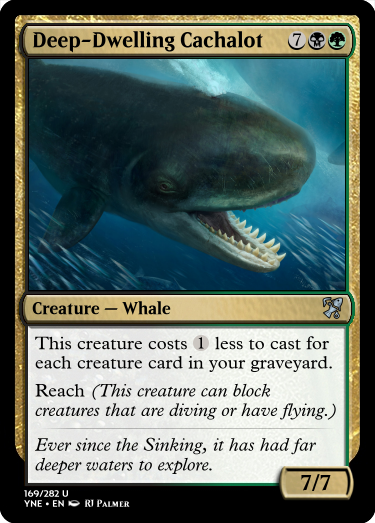 Deep-Dwelling Cachalot 7
Creature — Whale
This creature costs 1 less to cast for
each creature card in your graveyard.
Reach (This creature can block
creatures that are diving or have flying.)
Ever since the Sinking, it has had far
deeper waters to explore.
7/7
169/282 U
YNE • EN RJ Palmer